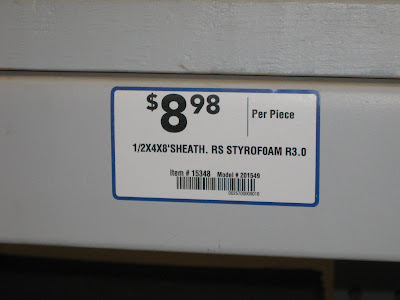 $8.98 Per Piece
1/2X4X8'SHEATH. RS STYROFOAM R3.0
Item # 15348 Model # 201549